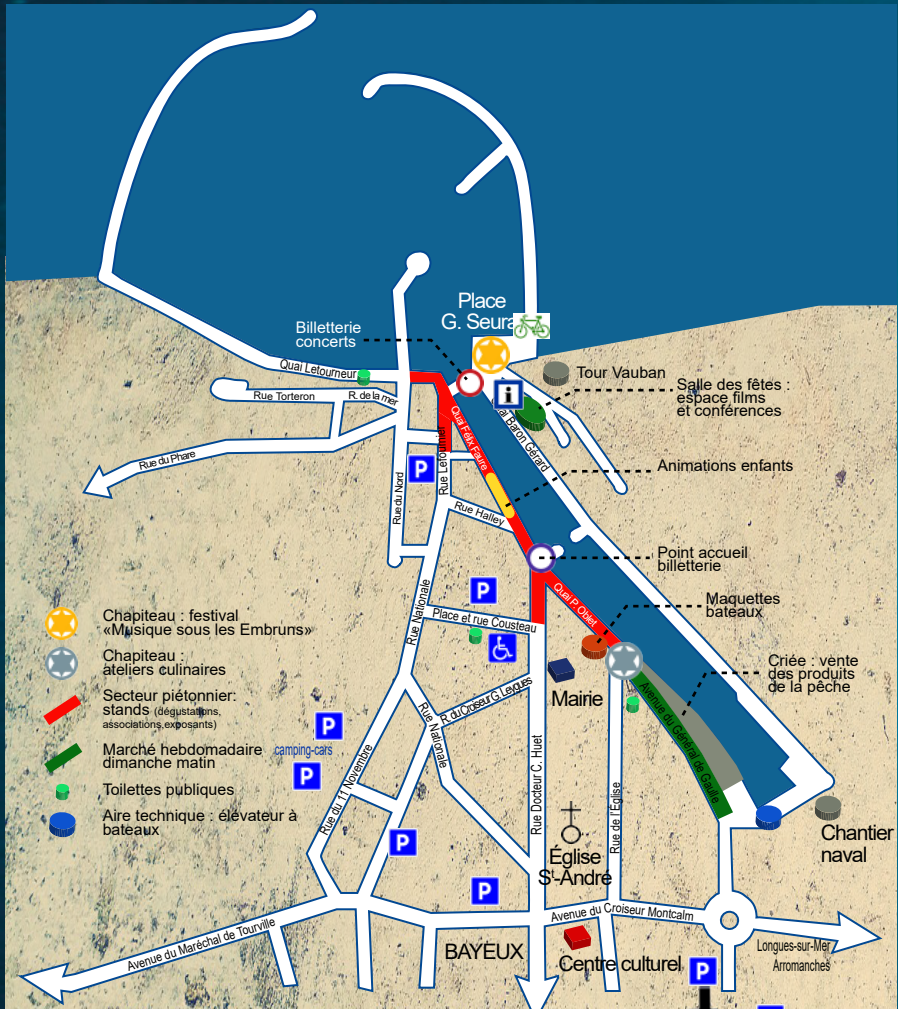 Place
G. Seura
Billetterie
concerts
Quai Letourneur
Tour Vauban
Salle des fêtes :
espace films
et conférences
Rue Torteron
R. de la mer
Quai Félix Faure
Baron Gérard
Rue du Phare
P
Rue du Nord
Rue Letournier
Animations enfants
Rue Halley
Point accueil
billetterie
P
Quai P. Oblet
Maquettes
bateaux
Rue Nationale
Place et rue Cousteau
Chapiteau : festival
«Musique sous les Embruns»
Chapiteau :
ateliers culinaires
Secteur piétonnier:
stands (dégustations,
associations,exposants)
Marché hebdomadaire
dimanche matin
Toilettes publiques
Aire technique : élévateur à
bateaux
Mairie
Criée : vente
des produits
de la pêche
R. du Croiseur G. Leygues
Rue Nationale
Avenue du Général de Gaulle
P
camping-cars
P
Rue du 11 Novembre
Rue Docteur C. Huet
Rue de l'Église
P
Chantier
naval
Église
St-André
P
Avenue du Croiseur Montcalm
Avenue du Maréchal de Tourville
BAYEUX
Centre culturel
P
Longues-sur-Mer
Arromanches